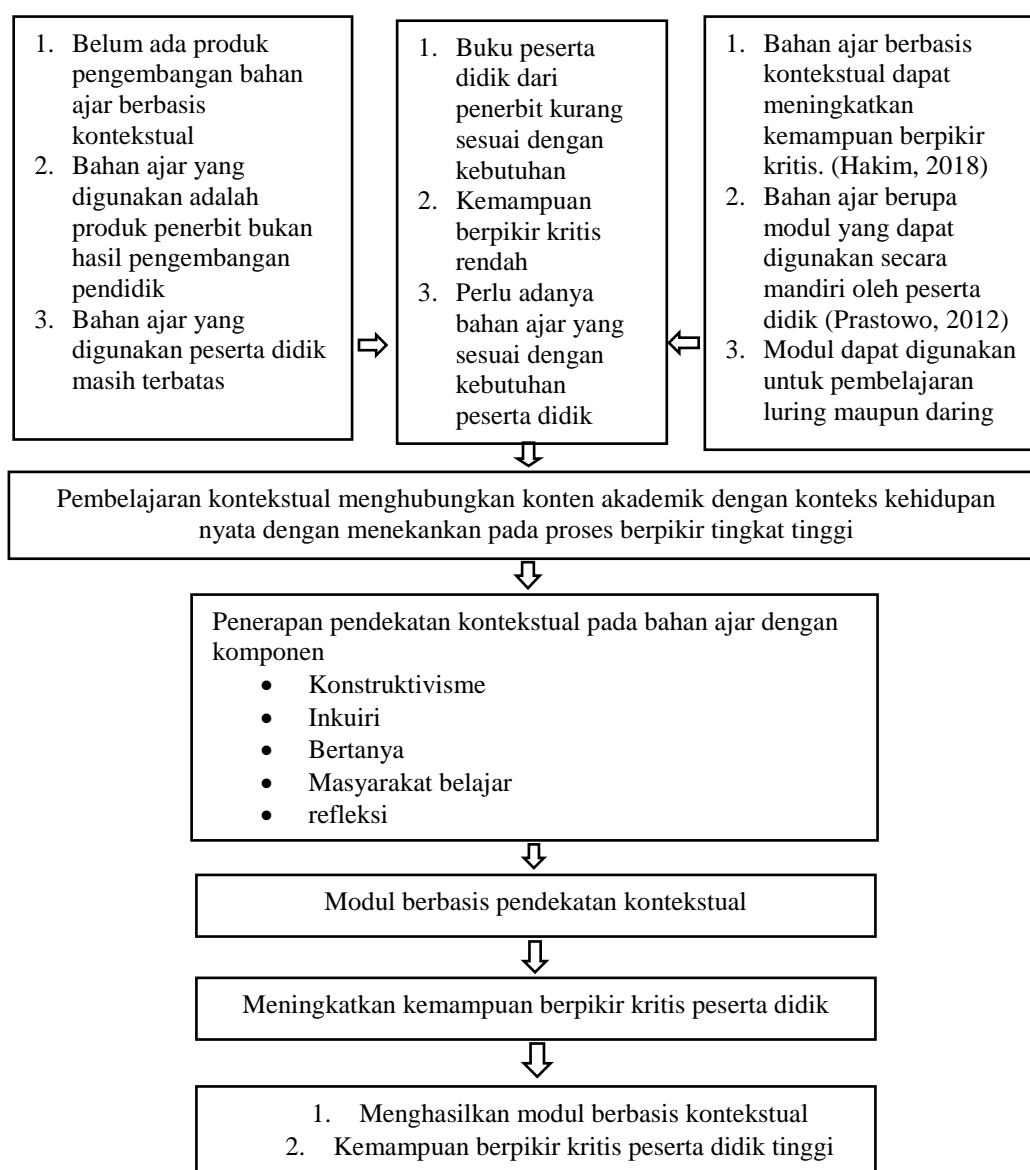 1. Belum ada produk
pengembangan bahan
ajar berbasis
kontekstual
2. Bahan ajar yang
digunakan adalah
produk penerbit bukan
hasil pengembangan
pendidik
3. Bahan ajar yang
digunakan peserta didik
masih terbatas
1. Buku peserta
didik dari
penerbit kurang
sesuai dengan
kebutuhan
2. Kemampuan
berpikir kritis
rendah
3. Perlu adanya
bahan ajar yang
sesuai dengan
kebutuhan
peserta didik
1. Bahan ajar berbasis
kontekstual dapat
meningkatkan
kemampuan berpikir
kritis. (Hakim, 2018)
2. Bahan ajar berupa
modul yang dapat
digunakan secara
mandiri oleh peserta
didik (Prastowo, 2012)
3. Modul dapat digunakan
untuk pembelajaran
luring maupun daring
Pembelajaran kontekstual menghubungkan konten akademik dengan konteks kehidupan
nyata dengan menekankan pada proses berpikir tingkat tinggi
Penerapan pendekatan kontekstual pada bahan ajar dengan
komponen
• Konstruktivisme
• Inkuiri
• Bertanya
• Masyarakat belajar
• refleksi
Modul berbasis pendekatan kontekstual
Meningkatkan kemampuan berpikir kritis peserta didik
1. Menghasilkan modul berbasis kontekstual
2. Kemampuan berpikir kritis peserta didik tinggi